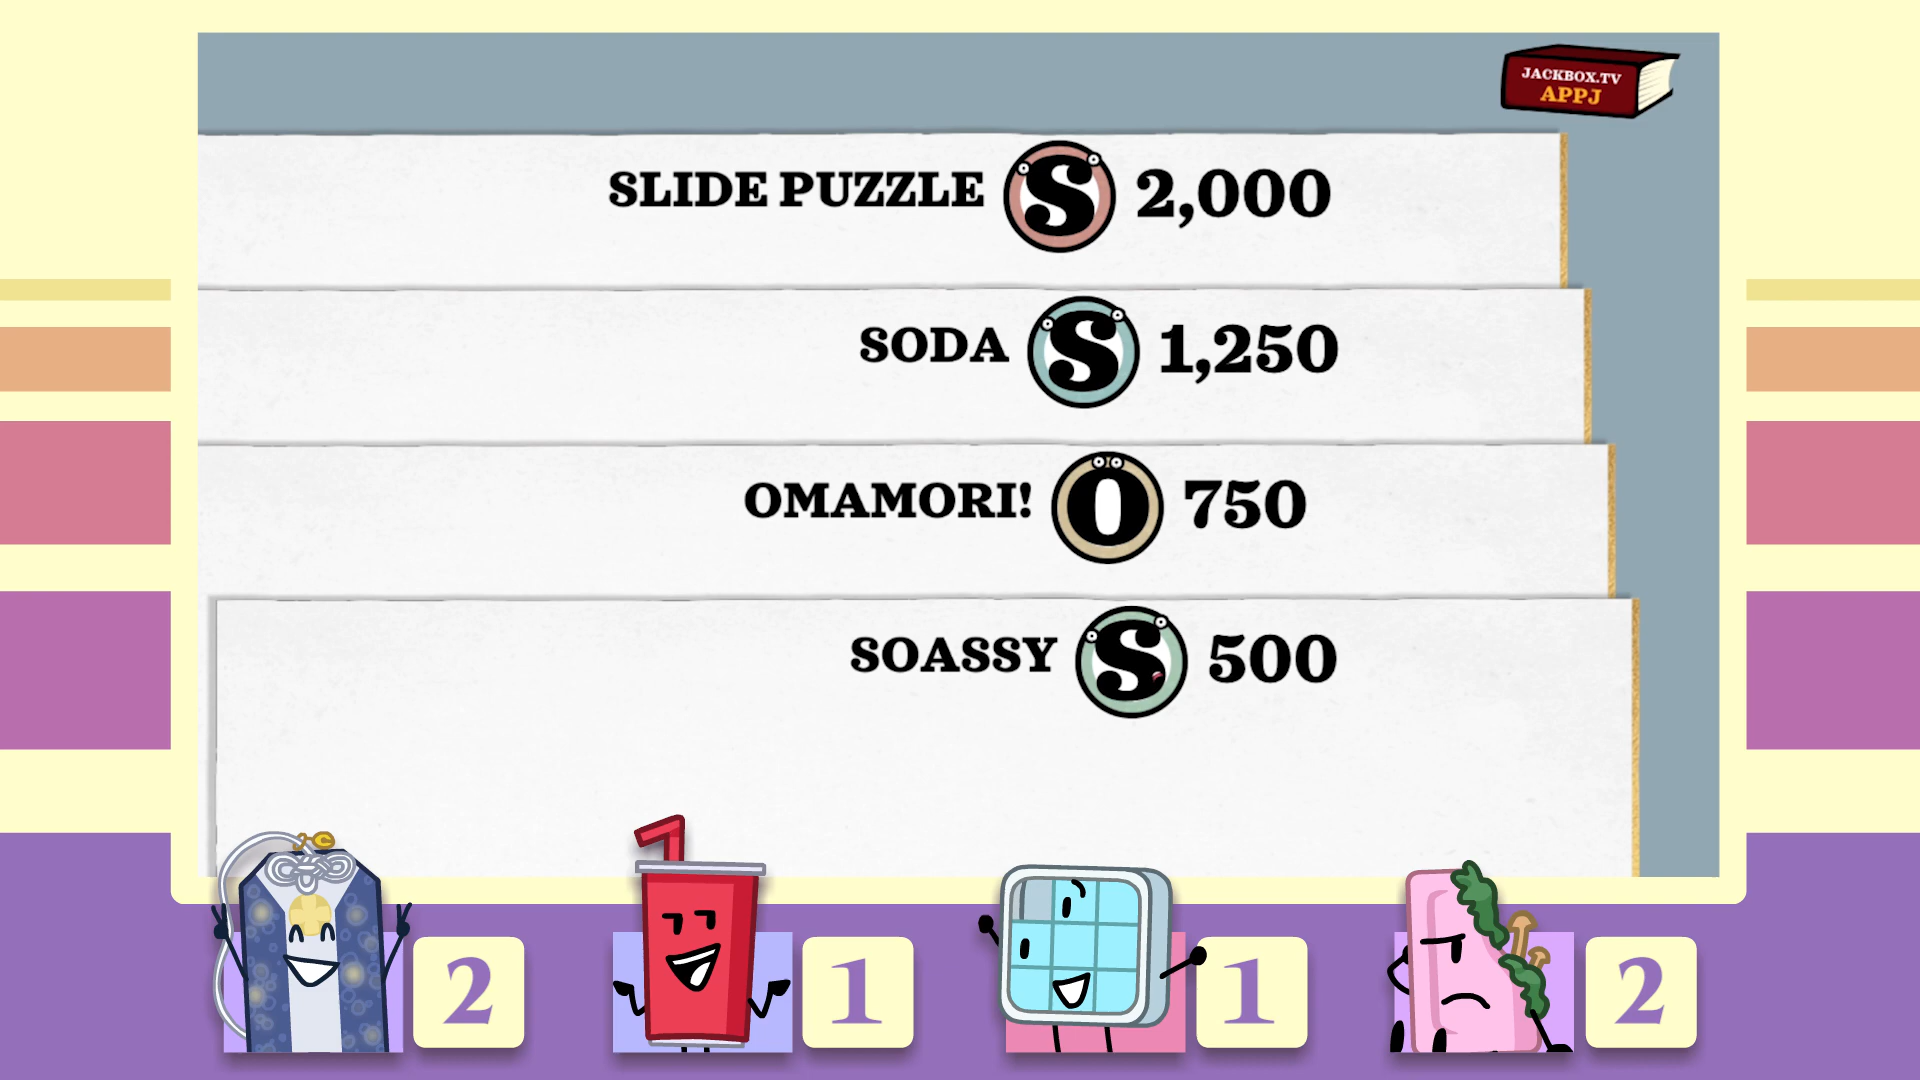 JACKBOX.TV
APPJ
SLIDE PUZZLE S 2,000
SODA S 1,250
OMAMORI! O 750
SOASSY S 500
2 1 1 2